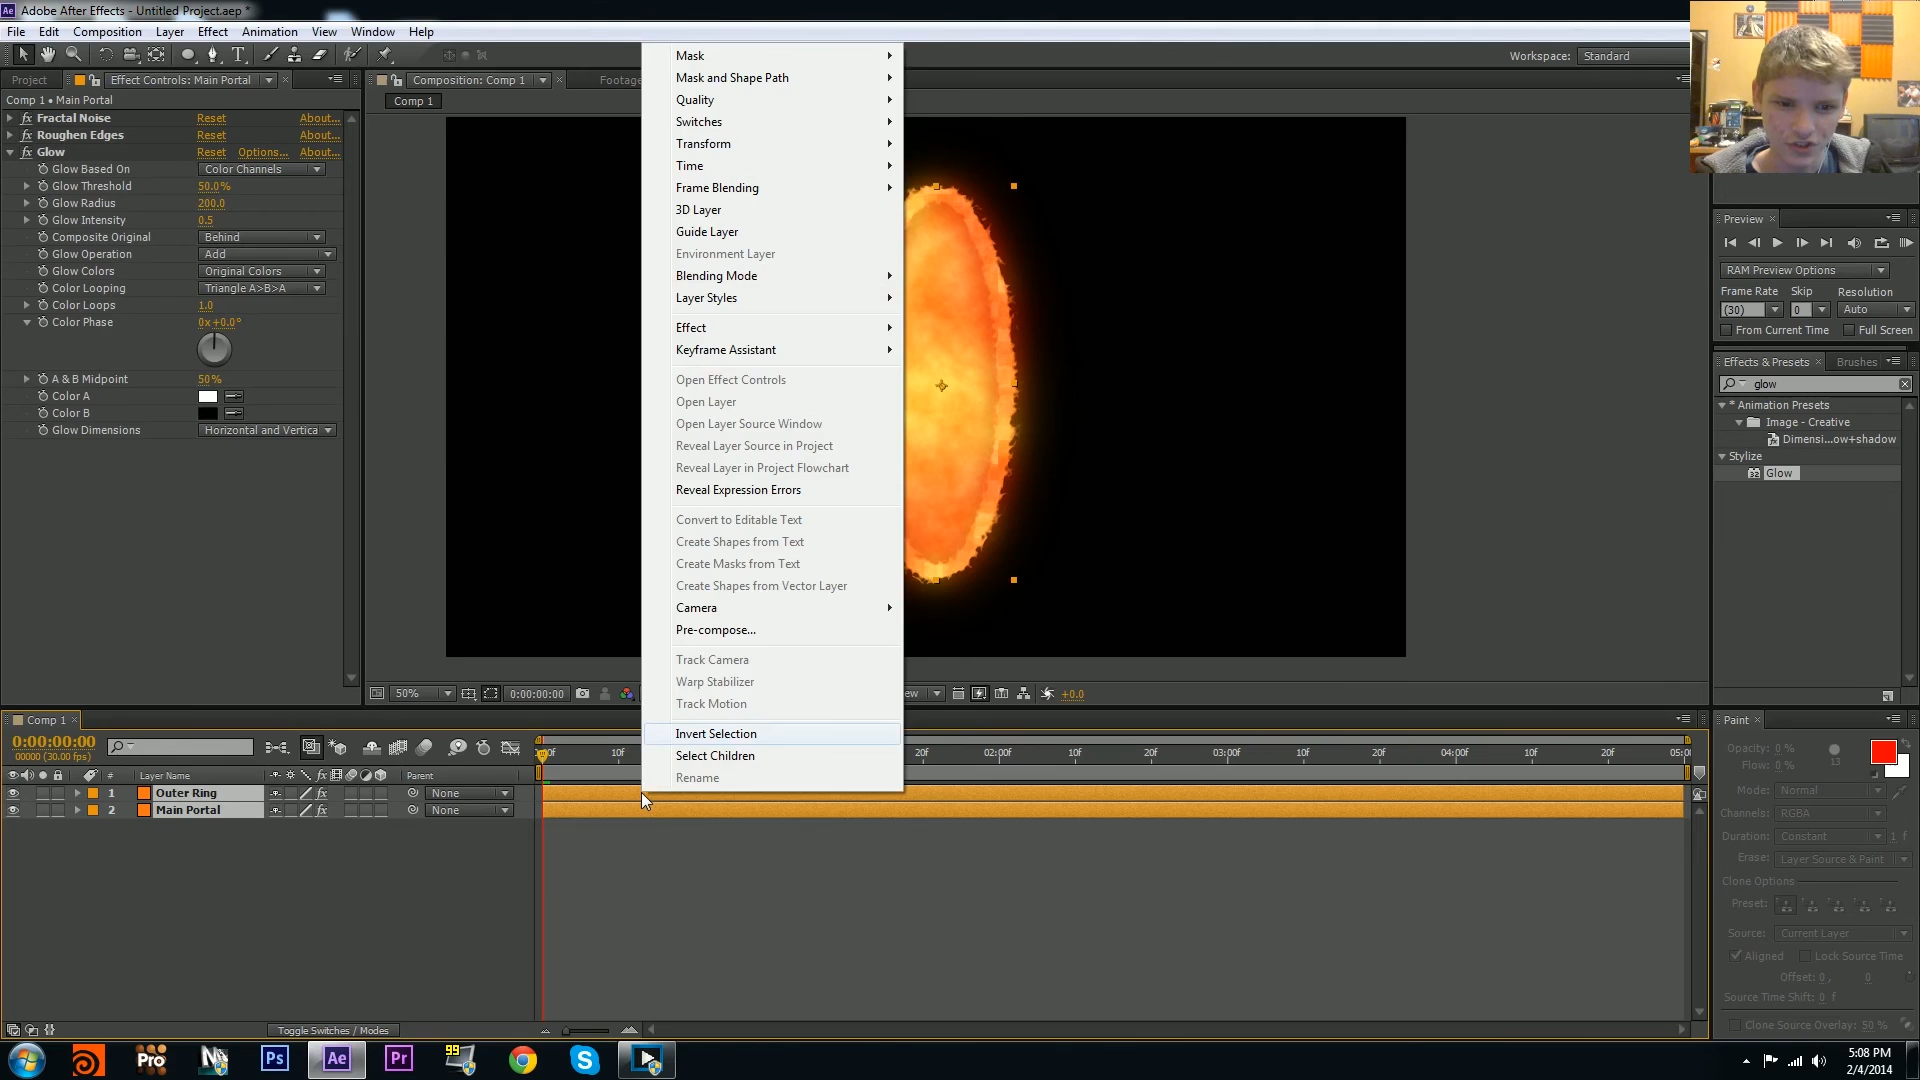 Ae Adobe After Effects - Untitled Project.aep *
File Edit Composition Layer Effect Animation View Window Help
Workspace: Standard
Project Effect Controls: Main Portal
Comp 1 • Main Portal
fx Fractal Noise Reset About...
fx Roughen Edges Reset About...
fx Glow Reset Options... About...
Glow Based On Color Channels
Glow Threshold 50.0%
Glow Radius 200.0
Glow Intensity 0.5
Composite Original Behind
Glow Operation Add
Glow Colors Original Colors
Color Looping Triangle A>B>A
Color Loops 1.0
Color Phase 0x+0.0°
A & B Midpoint 50%
Color A
Color B
Glow Dimensions Horizontal and Vertica
Composition: Comp 1 Footage
Comp 1
Mask
Mask and Shape Path
Quality
Switches
Transform
Time
Frame Blending
3D Layer
Guide Layer
Environment Layer
Blending Mode
Layer Styles
Effect
Keyframe Assistant
Open Effect Controls
Open Layer
Open Layer Source Window
Reveal Layer Source in Project
Reveal Layer in Project Flowchart
Reveal Expression Errors
Convert to Editable Text
Create Shapes from Text
Create Masks from Text
Create Shapes from Vector Layer
Camera
Pre-compose...
Track Camera
Warp Stabilizer
Track Motion
Invert Selection
Select Children
Rename
50% 0:00:00:00 ew +0.0
Preview
RAM Preview Options
Frame Rate Skip Resolution
(30) 0 Auto
From Current Time Full Screen
Effects & Presets Brushes
glow
* Animation Presets
Image - Creative
Dimensi...ow+shadow
Stylize
Glow
Comp 1
0:00:00:00
00000 (30.00 fps)
# Layer Name Parent
1 Outer Ring fx None
2 Main Portal fx None
10f 20f 02:00f 10f 20f 03:00f 10f 20f 04:00f 10f 20f
Toggle Switches / Modes
Paint
Opacity: 0 %
Flow: 0 % 13
Mode: Normal
Channels: RGBA
Duration: Constant 1 f
Erase: Layer Source & Paint
Clone Options
Preset:
Source: Current Layer
Aligned Lock Source Time
Offset: 0 , 0
Source Time Shift: 0 f
Clone Source Overlay: 50 %
Pro Ps Ae Pr 99
5:08 PM
2/4/2014